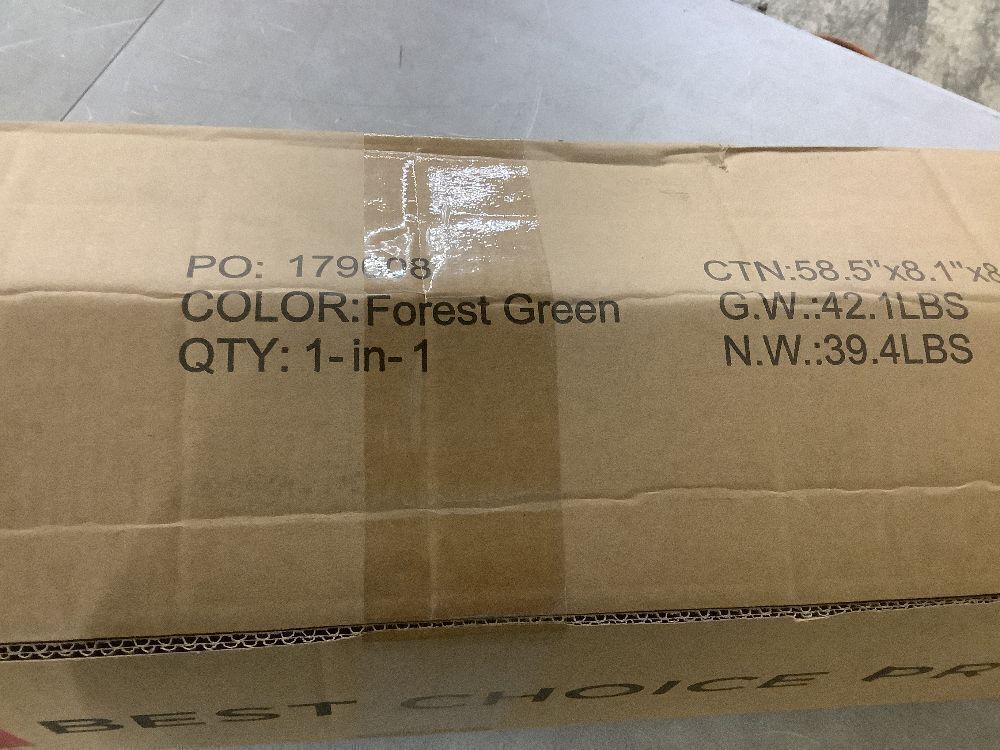 PO:
COLOR: Forest Green
QTY: 1-in-1
CTN:58.5"x8.1"x8
G.W.:42.1LBS
N.W.:39.4LBS
BEST CHOICE PR